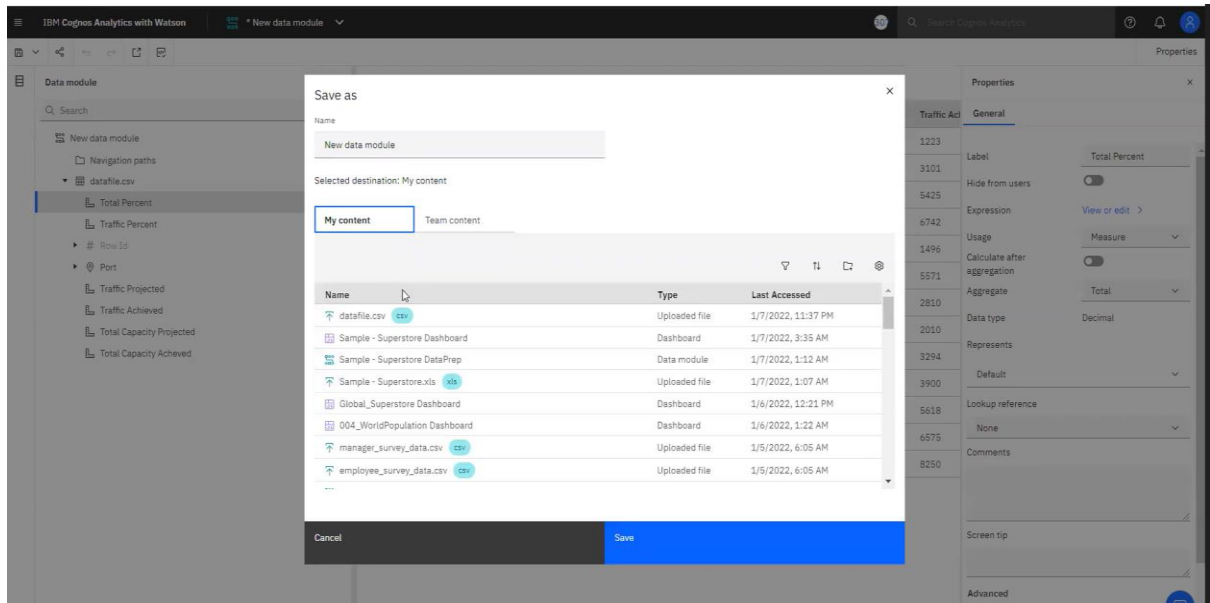 IBM Cognos Analytics with Watson
* New data module
Search Cognos Analytics
Properties
Data module
Search
New data module
Navigation paths
datafile.csv
Total Percent
Traffic Percent
# Row Id
Port
Traffic Projected
Traffic Achieved
Total Capacity Projected
Total Capacity Acheved
Save as
Name
New data module
Selected destination: My content
My content Team content
Name Type Last Accessed
datafile.csv csv Uploaded file 1/7/2022, 11:37 PM
Sample - Superstore Dashboard Dashboard 1/7/2022, 3:35 AM
Sample - Superstore DataPrep Data module 1/7/2022, 1:12 AM
Sample - Superstore.xls xls Uploaded file 1/7/2022, 1:07 AM
Global_Superstore Dashboard Dashboard 1/6/2022, 12:21 PM
004_WorldPopulation Dashboard Dashboard 1/6/2022, 1:22 AM
manager_survey_data.csv csv Uploaded file 1/5/2022, 6:05 AM
employee_survey_data.csv csv Uploaded file 1/5/2022, 6:05 AM
Cancel
Save
Traffic Ac
1223
3101
5425
6742
1496
5571
2810
2010
3294
3900
5618
6575
8250
Properties
General
Label Total Percent
Hide from users
Expression View or edit
Usage Measure
Calculate after
aggregation
Aggregate Total
Data type Decimal
Represents
Default
Lookup reference
None
Comments
Screen tip
Advanced